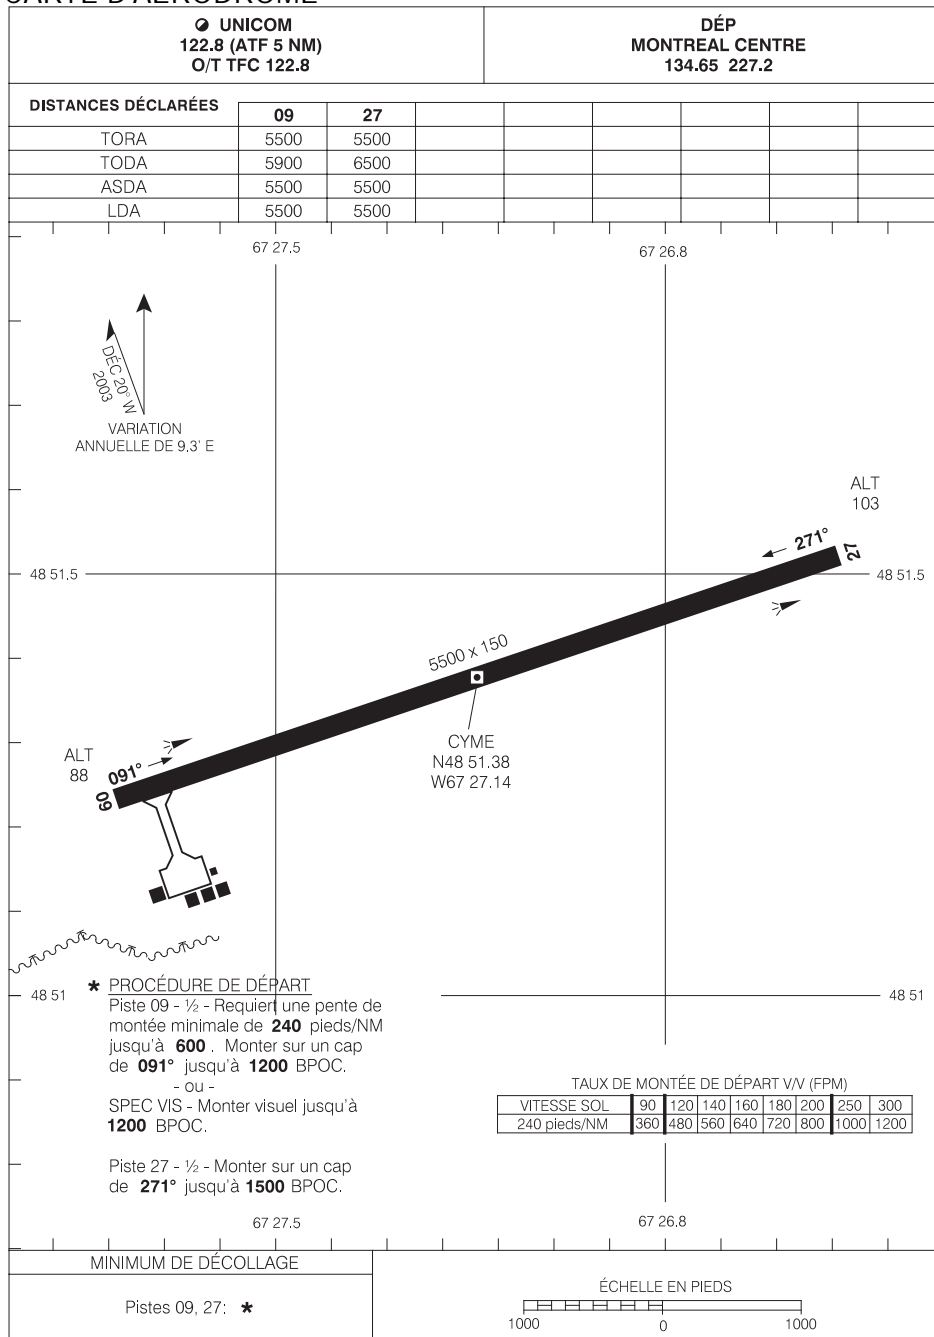 CARTE D'AÉRODROME
UNICOM
122.8 (ATF 5 NM)
O/T TFC 122.8
DÉP
MONTREAL CENTRE
134.65 227.2
DISTANCES DÉCLARÉES 09 27
TORA 5500 5500
TODA 5900 6500
ASDA 5500 5500
LDA 5500 5500
67 27.5 67 26.8
DÉC 20° W
2003
VARIATION
ANNUELLE DE 9.3' E
ALT
103
271°
27
48 51.5 48 51.5
5500 x 150
CYME
N48 51.38
W67 27.14
ALT
88
091°
09
48 51 48 51
* PROCÉDURE DE DÉPART
Piste 09 - ½ - Requiert une pente de
montée minimale de 240 pieds/NM
jusqu'à 600 . Monter sur un cap
de 091° jusqu'à 1200 BPOC.
- ou -
SPEC VIS - Monter visuel jusqu'à
1200 BPOC.
Piste 27 - ½ - Monter sur un cap
de 271° jusqu'à 1500 BPOC.
TAUX DE MONTÉE DE DÉPART V/V (FPM)
VITESSE SOL 90 120 140 160 180 200 250 300
240 pieds/NM 360 480 560 640 720 800 1000 1200
67 27.5 67 26.8
MINIMUM DE DÉCOLLAGE
Pistes 09, 27: *
ÉCHELLE EN PIEDS
1000 0 1000